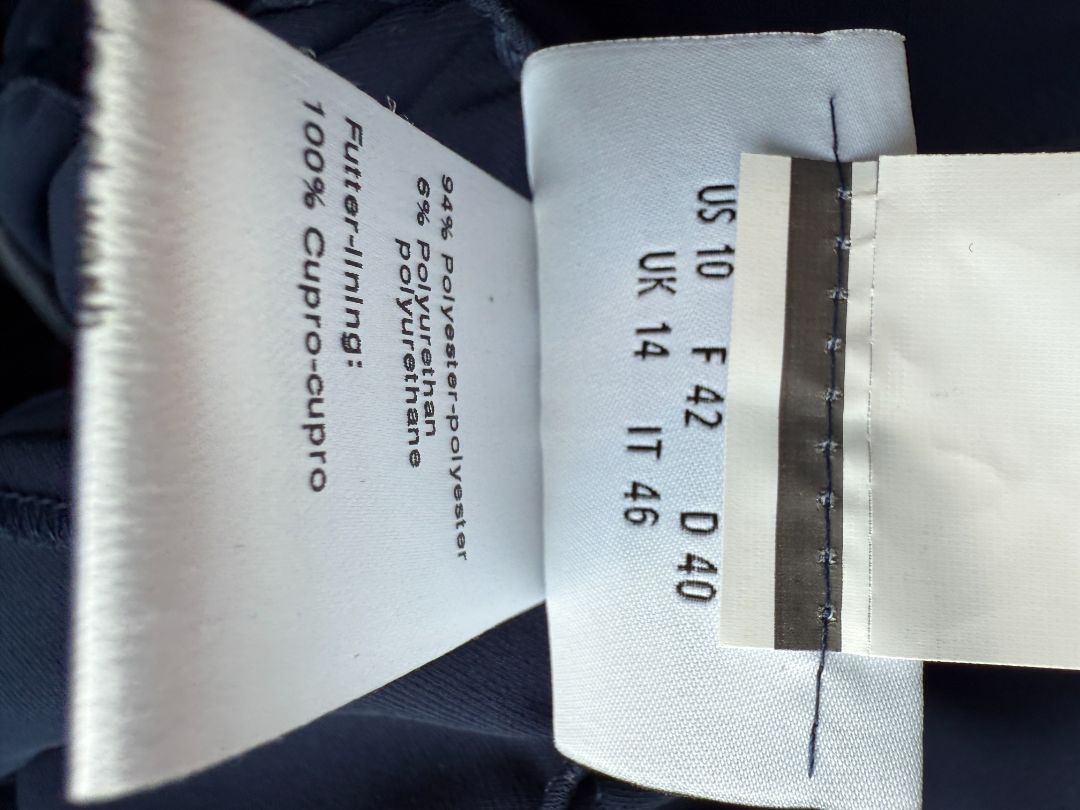 US 10 F 42 D 40
UK 14 IT 46
94% polyester-polyester
6% polyurethan
polyurethane
Futter-lining:
100% Cupro-cupro